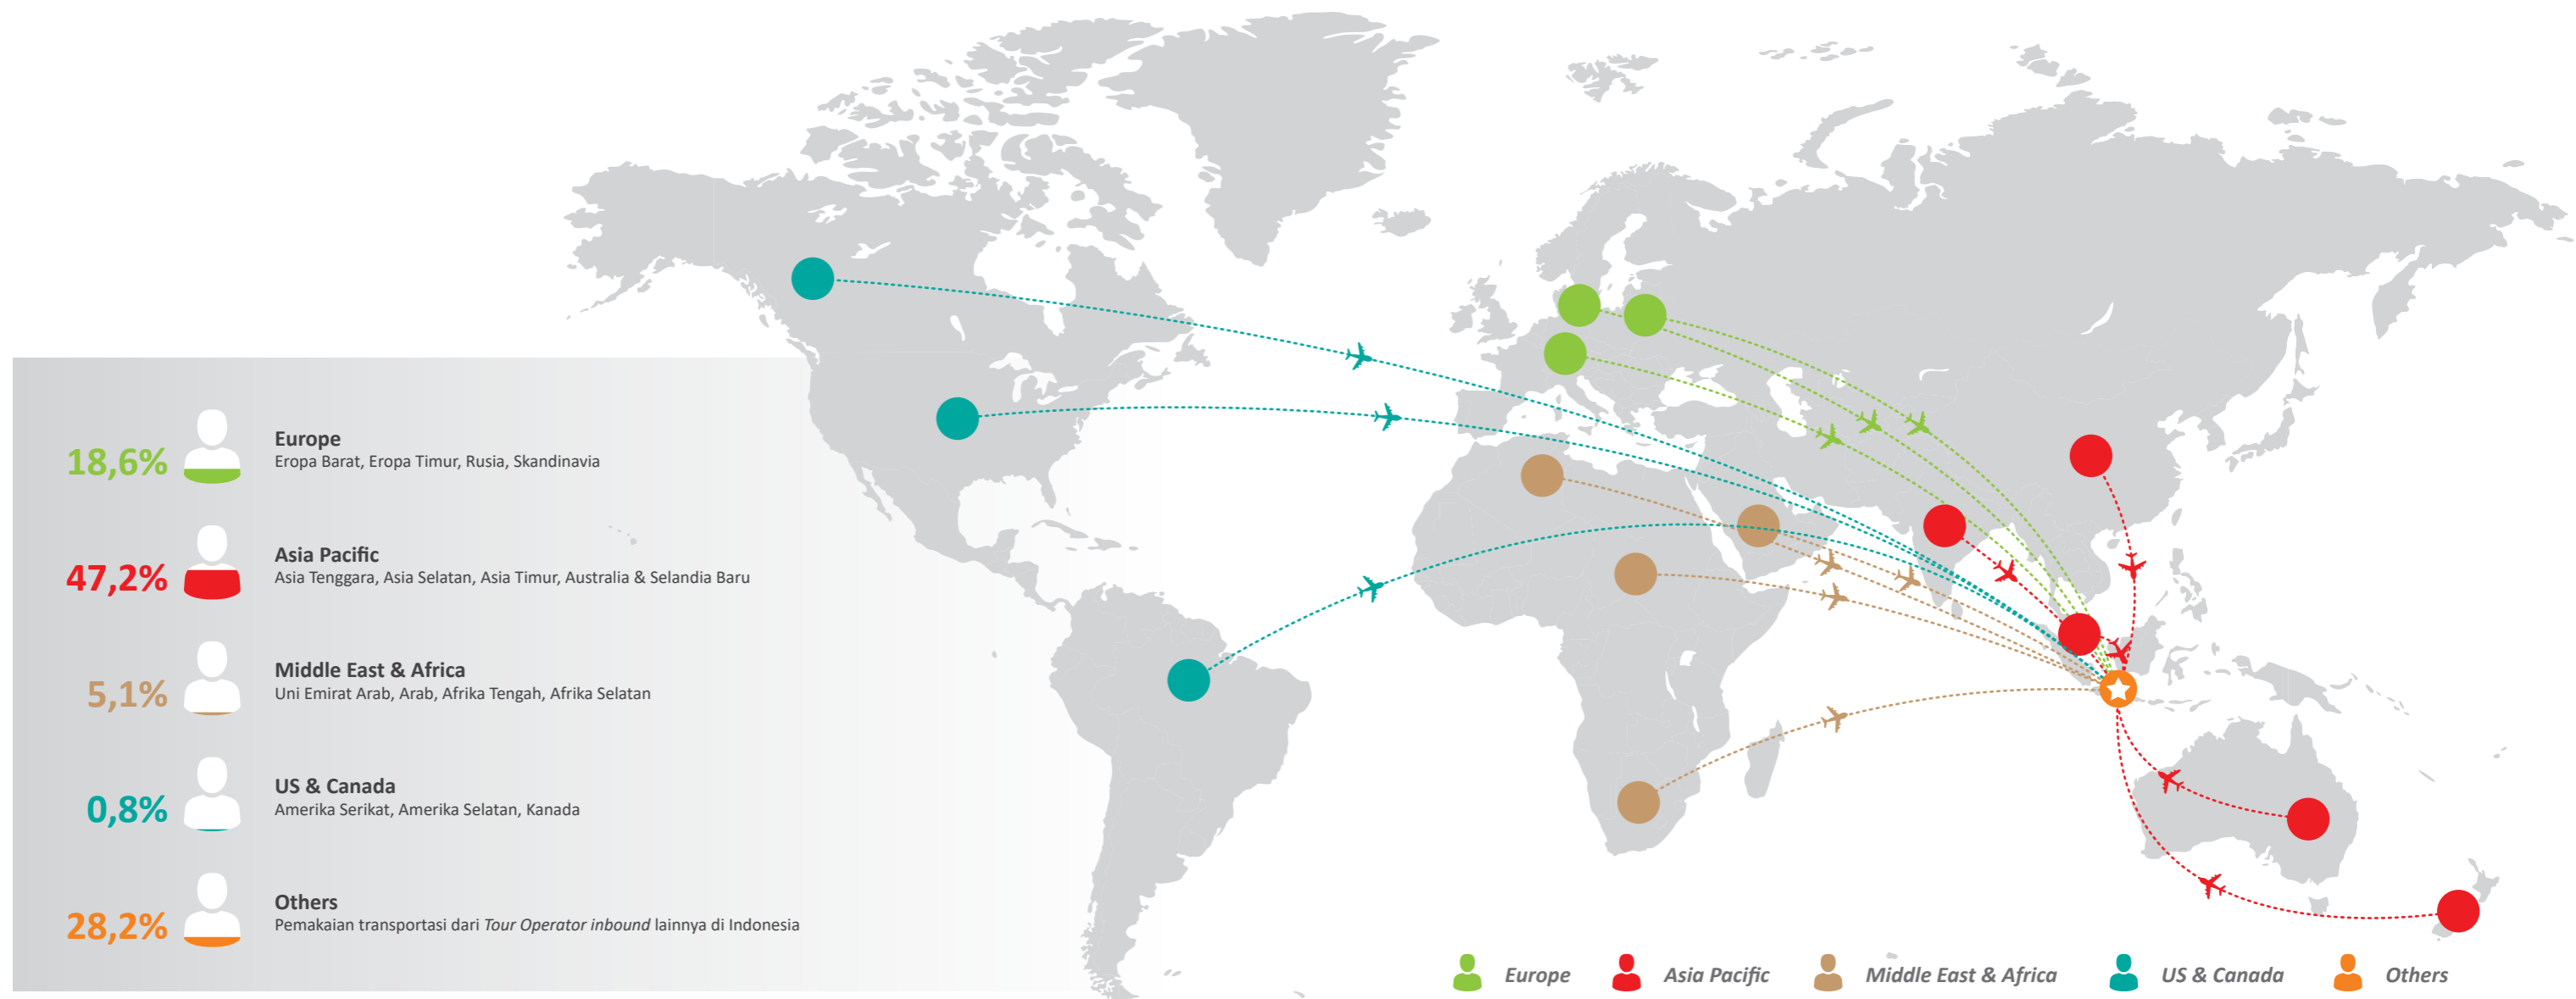 18,6%
Europe
Eropa Barat, Eropa Timur, Rusia, Skandinavia
47,2%
Asia Pacific
Asia Tenggara, Asia Selatan, Asia Timur, Australia & Selandia Baru
5,1%
Middle East & Africa
Uni Emirat Arab, Arab, Afrika Tengah, Afrika Selatan
0,8%
US & Canada
Amerika Serikat, Amerika Selatan, Kanada
28,2%
Others
Pemakaian transportasi dari Tour Operator inbound lainnya di Indonesia
Europe
Asia Pacific
Middle East & Africa
US & Canada
Others